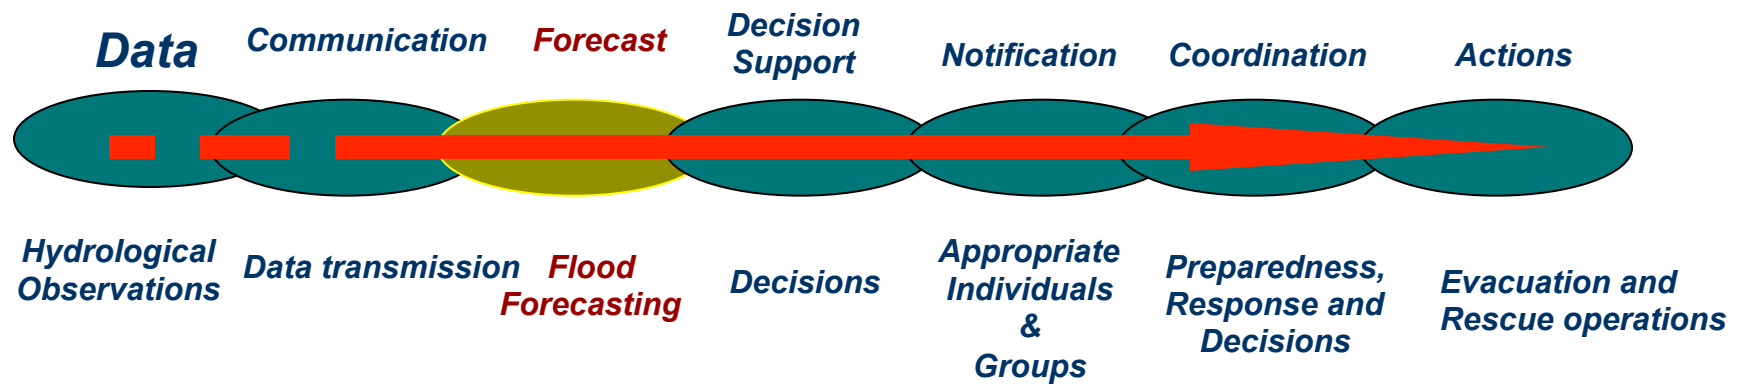 Data
Communication
Forecast
Decision
Support
Notification
Coordination
Actions
Hydrological
Observations
Data transmission
Flood
Forecasting
Decisions
Appropriate
Individuals
&
Groups
Preparedness,
Response and
Decisions
Evacuation and
Rescue operations